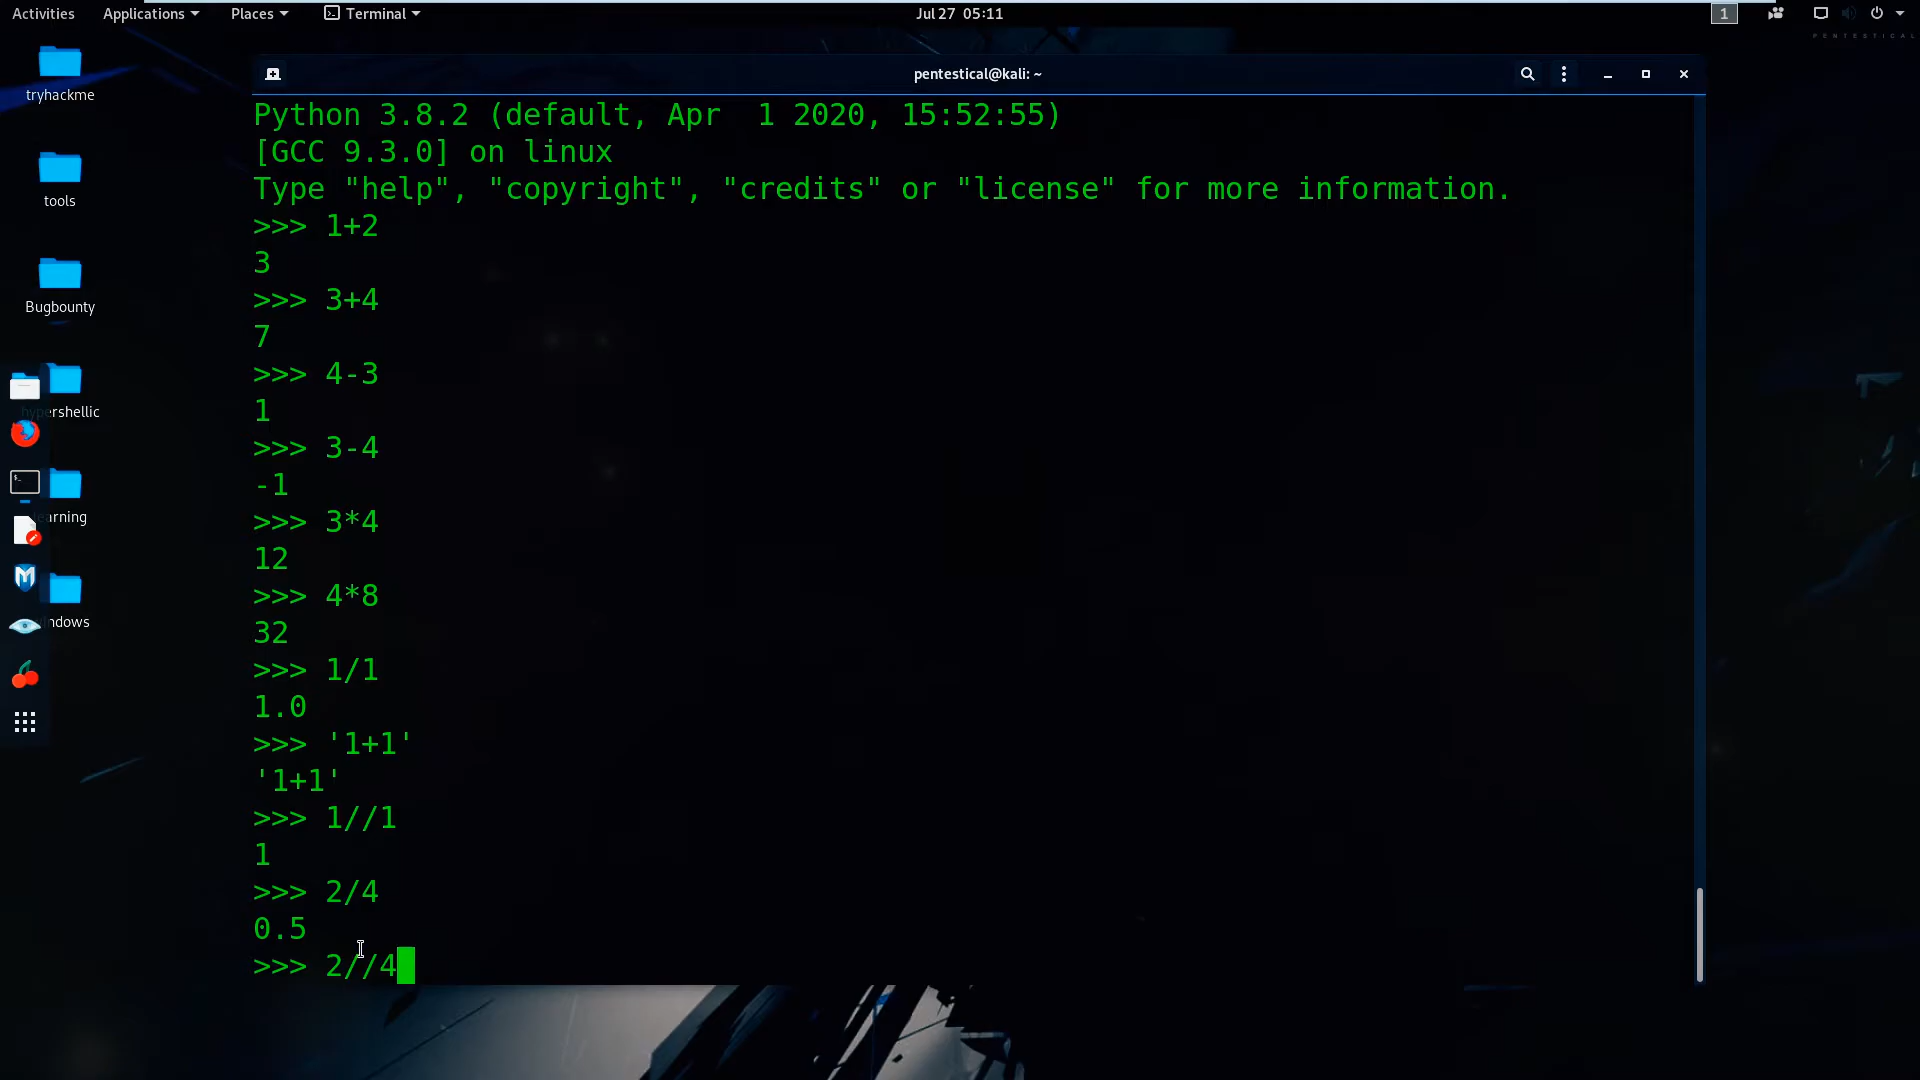 Activities Applications Places Terminal Jul 27 05:11 1
PENTESTICAL
pentestical@kali: ~
tryhackme
tools
Bugbounty
hypershellic
earning
ndows
Python 3.8.2 (default, Apr  1 2020, 15:52:55)
[GCC 9.3.0] on linux
Type "help", "copyright", "credits" or "license" for more information.
>>> 1+2
3
>>> 3+4
7
>>> 4-3
1
>>> 3-4
-1
>>> 3*4
12
>>> 4*8
32
>>> 1/1
1.0
>>> '1+1'
'1+1'
>>> 1//1
1
>>> 2/4
0.5
>>> 2//4